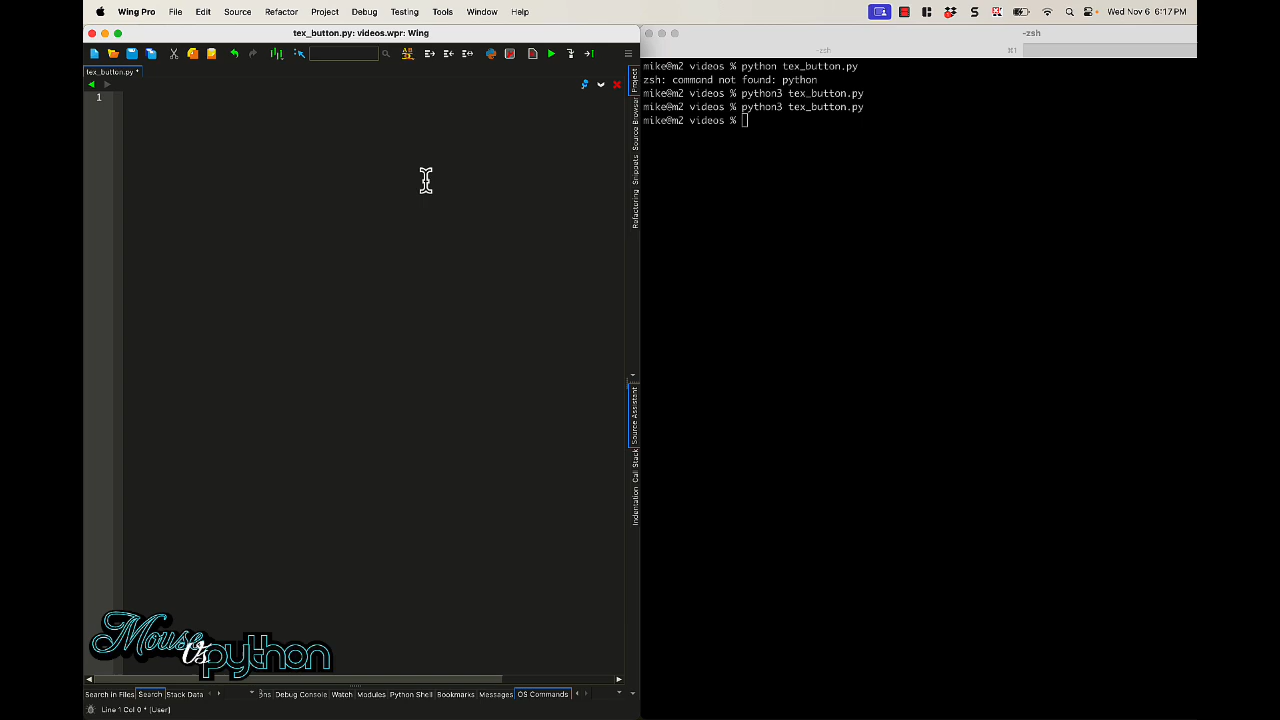 Wing Pro File Edit Source Refactor Project Debug Testing Tools Window Help Wed Nov 6 6:17 PM
tex_button.py: videos.wpr: Wing
-zsh
-zsh ⌘1
tex_button.py *
1
Project
Source Browser
Snippets
Refactoring
Source Assistant
Call Stack
Indentation
mike@m2 videos % python tex_button.py
zsh: command not found: python
mike@m2 videos % python3 tex_button.py
mike@m2 videos % python3 tex_button.py
mike@m2 videos %
Mouse Vs python
Search in Files Search Stack Data Debug Console Watch Modules Python Shell Bookmarks Messages OS Commands
Line 1 Col 0 * [User]